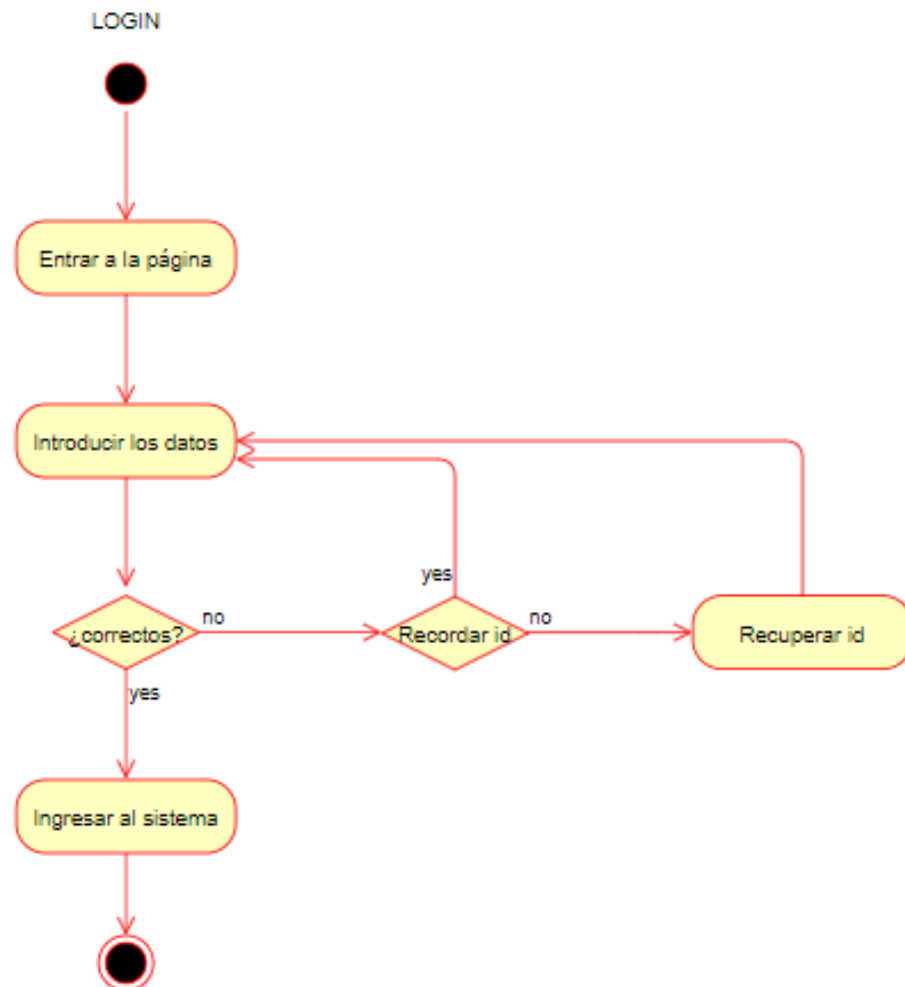 LOGIN
Entrar a la página
Introducir los datos
yes
¿correctos?
no
Recordar id
no
Recuperar id
yes
Ingresar al sistema